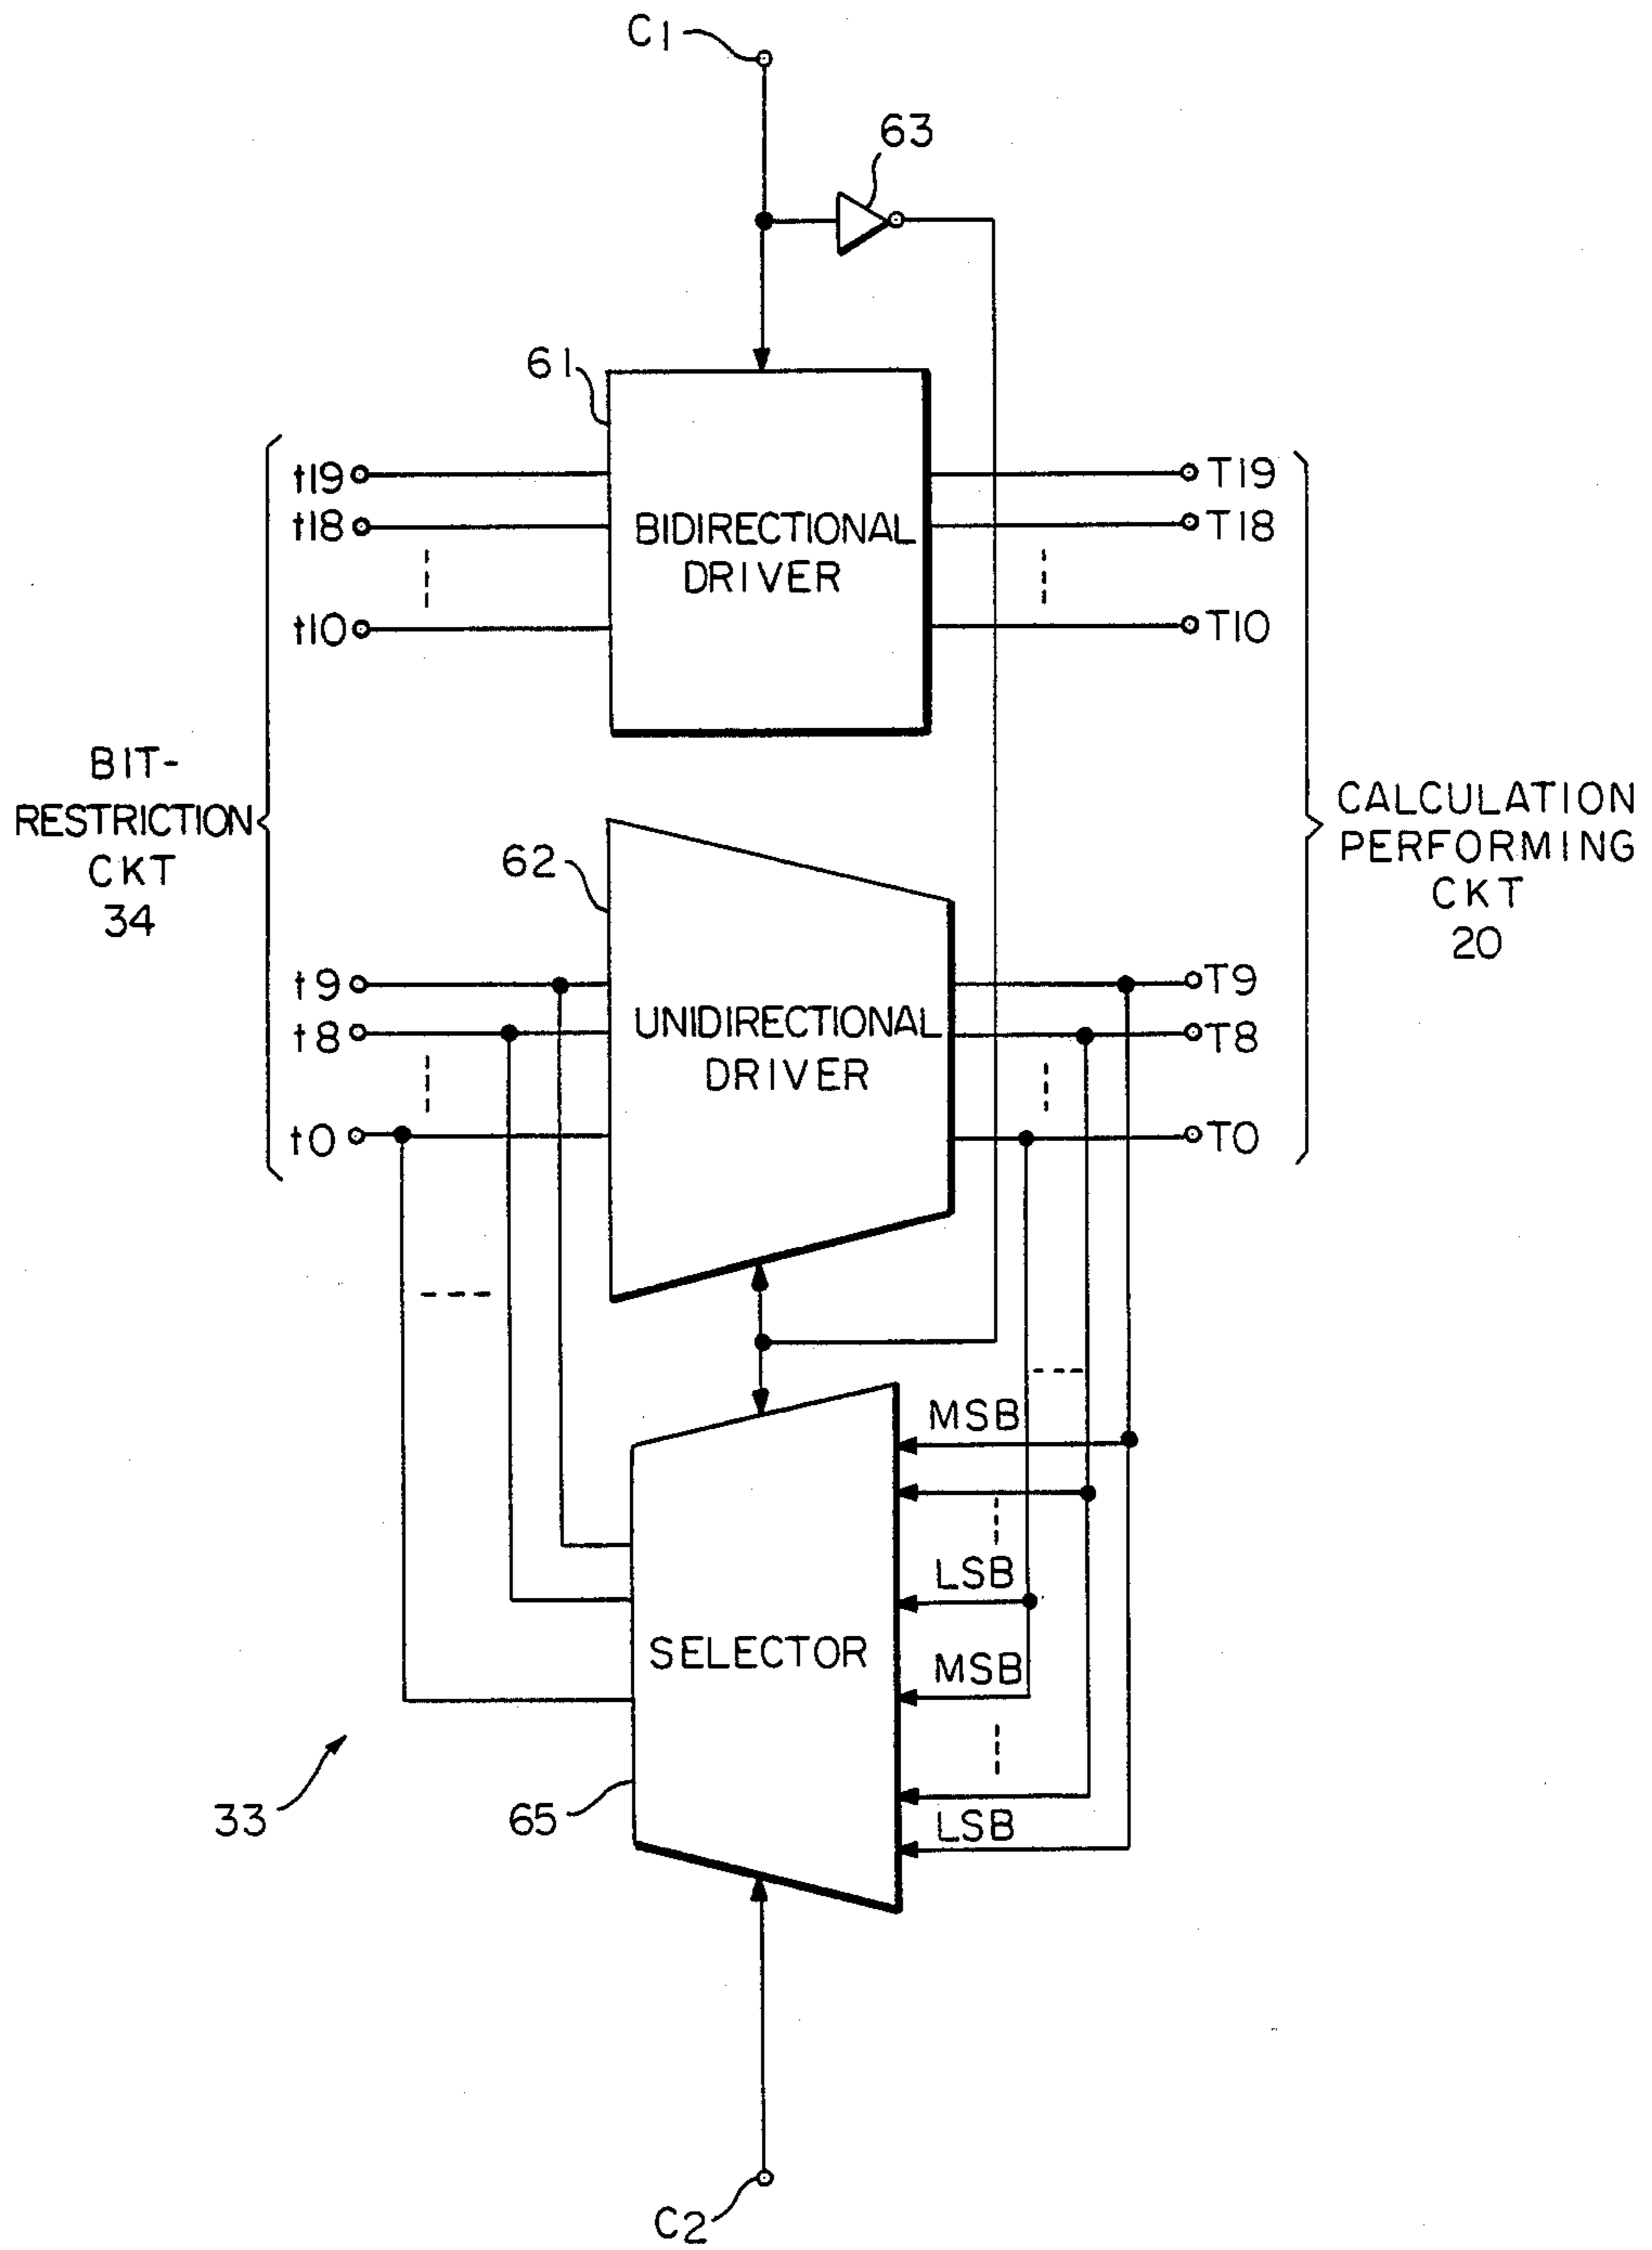 C1
63
61
t19
T19
t18
BIDIRECTIONAL
T18
DRIVER
t10
T10
BIT-
RESTRICTION
CKT
34
CALCULATION
PERFORMING
CKT
20
62
t9
T9
UNIDIRECTIONAL
t8
T8
DRIVER
t0
T0
MSB
LSB
SELECTOR
MSB
33
65
LSB
C2